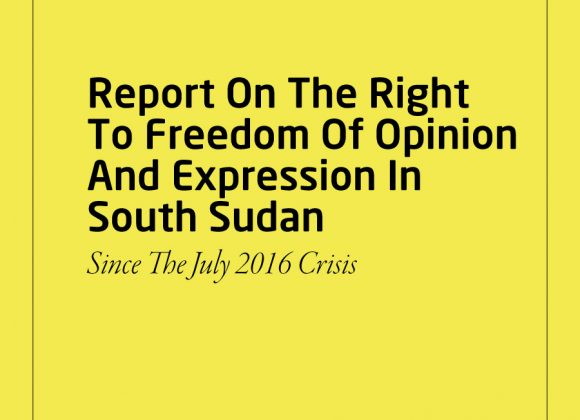 Report On The Right
To Freedom Of Opinion
And Expression In
South Sudan
Since The July 2016 Crisis